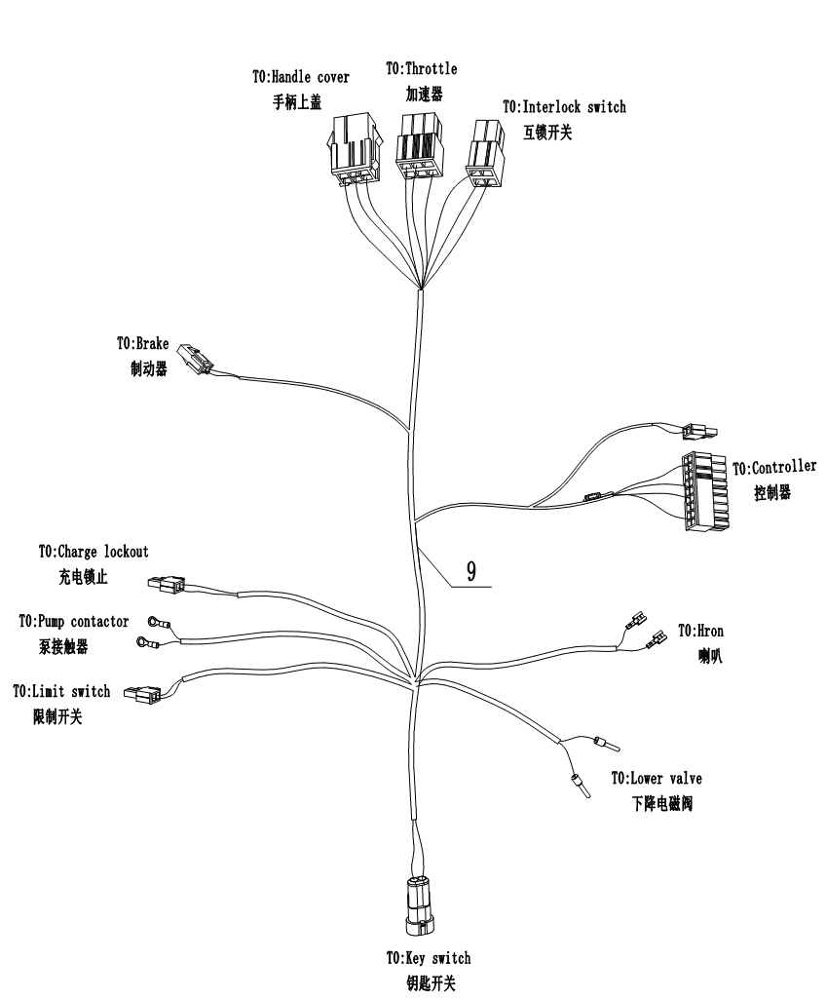 TO:Handle cover
手柄上盖
TO:Throttle
加速器
TO:Interlock switch
互锁开关
TO:Brake
制动器
TO:Controller
控制器
TO:Charge lockout
充电锁止
9
TO:Pump contactor
泵接触器
TO:Hron
喇叭
TO:Limit switch
限制开关
TO:Lower valve
下降电磁阀
TO:Key switch
钥匙开关